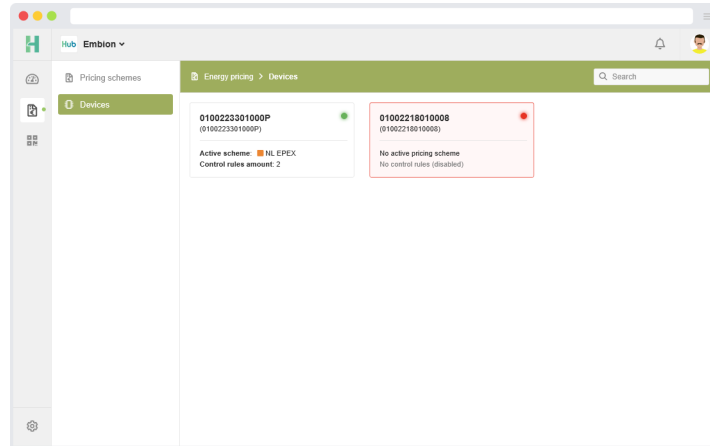 H
Hub Embion
Pricing schemes
Devices
Energy pricing > Devices
Search
0100223301000P
(0100223301000P)
Active scheme: NL EPEX
Control rules amount: 2
01002218010008
(01002218010008)
No active pricing scheme
No control rules (disabled)